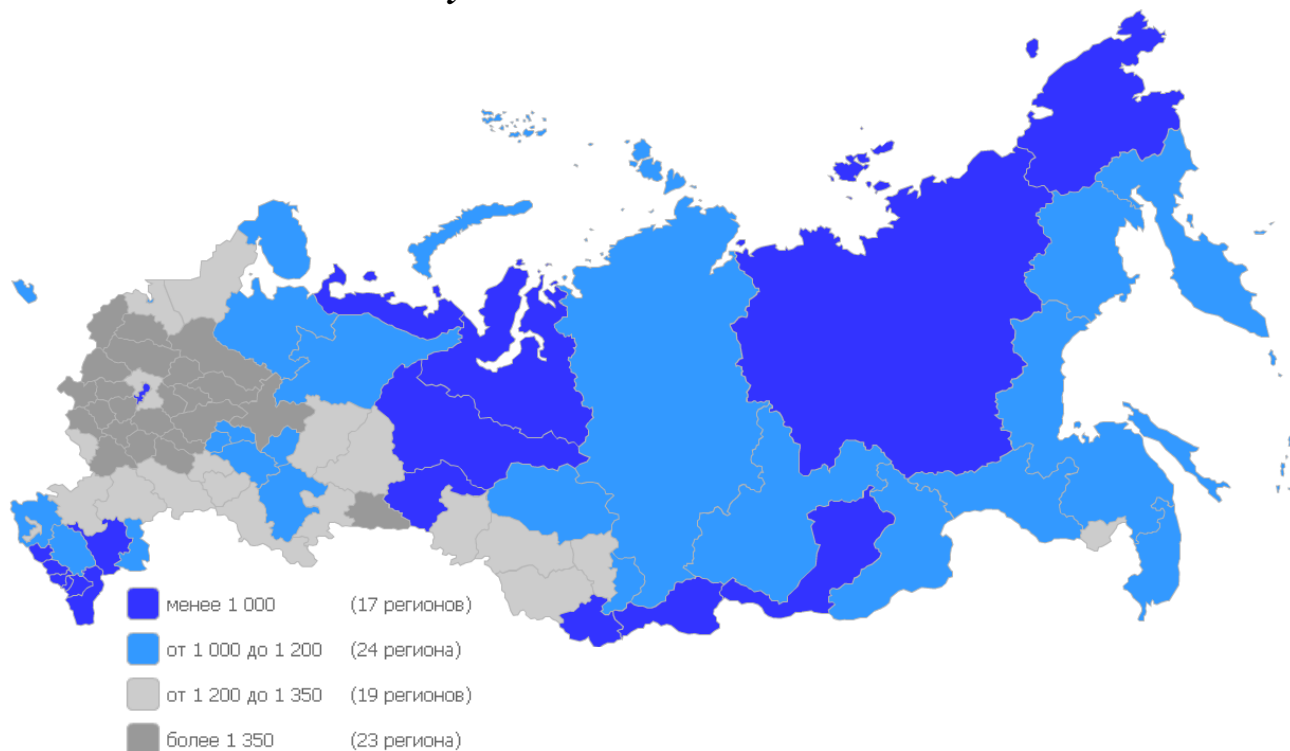 менее 1 000 (17 регионов)
от 1 000 до 1 200 (24 региона)
от 1 200 до 1 350 (19 регионов)
более 1 350 (23 региона)